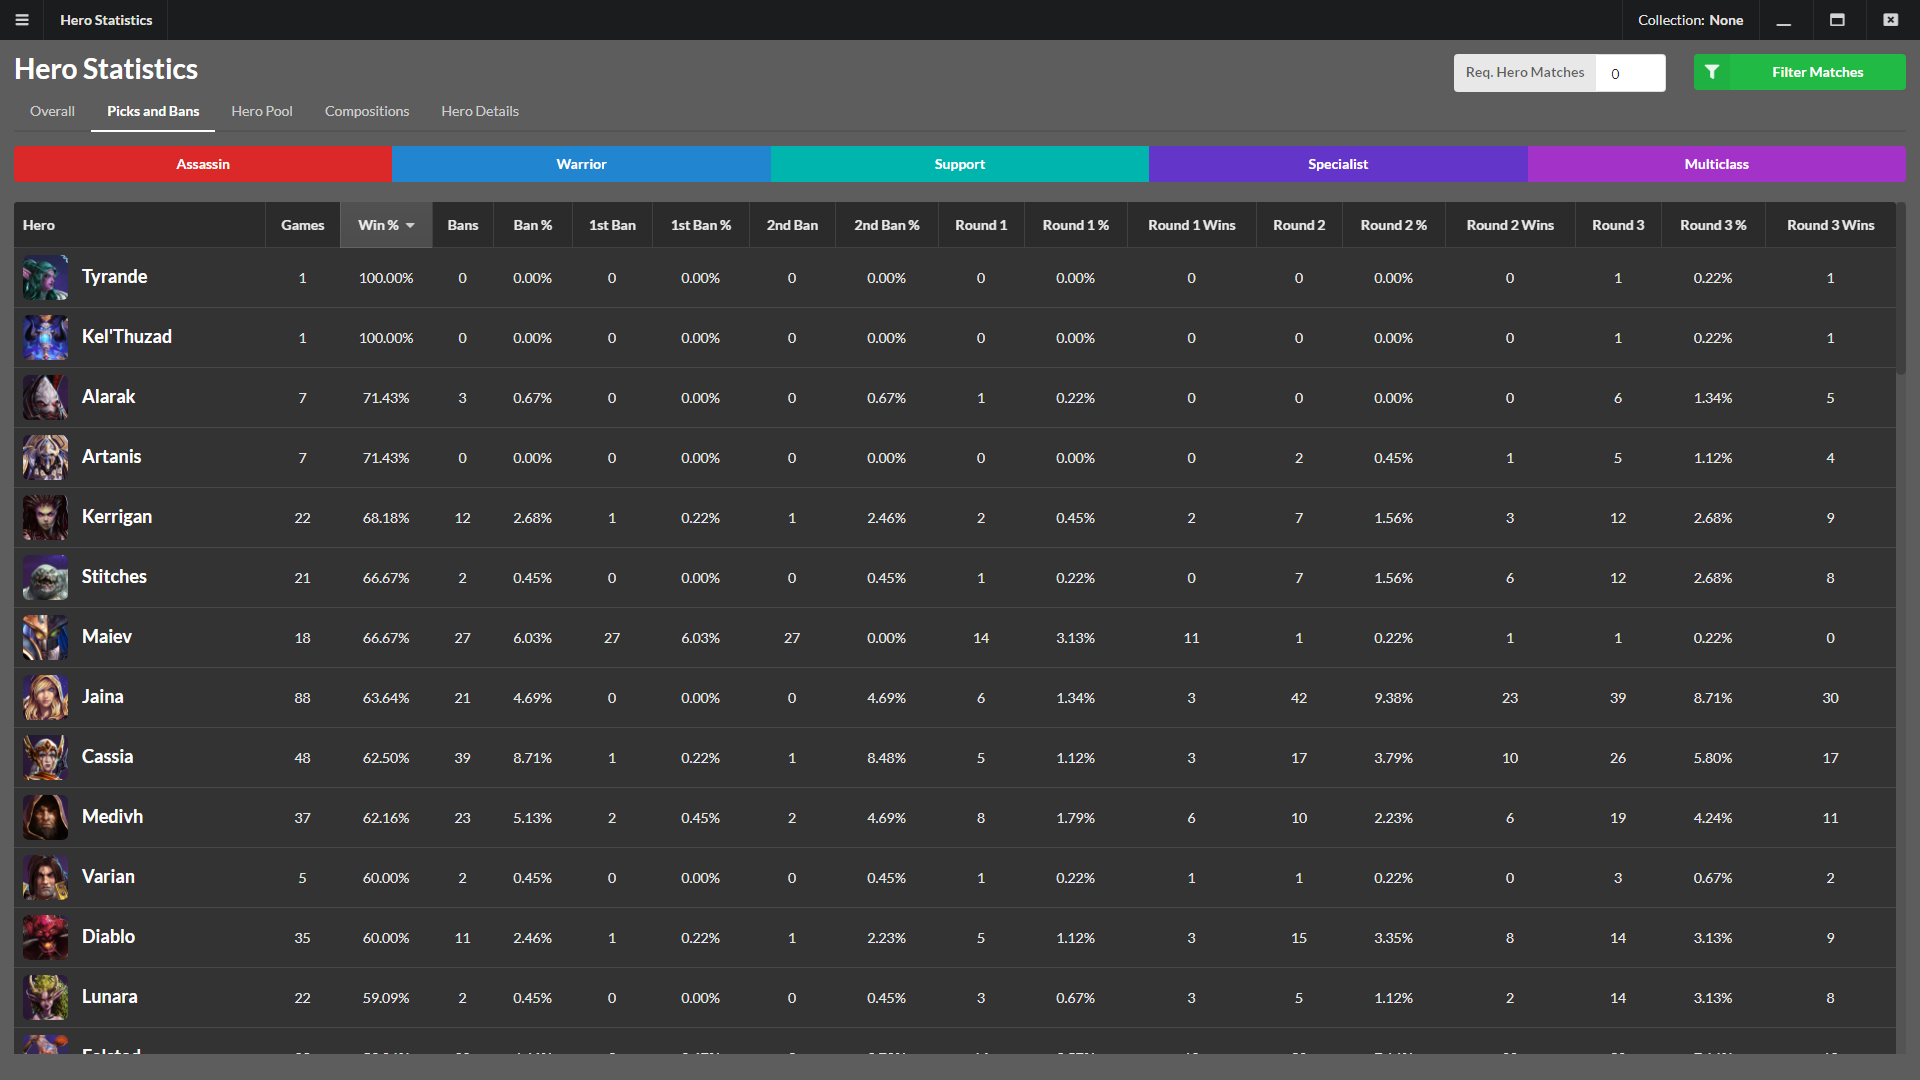 Hero Statistics
Collection: None
Hero Statistics
Req. Hero Matches 0
Filter Matches
Overall Picks and Bans Hero Pool Compositions Hero Details
Assassin Warrior Support Specialist Multiclass
Hero Games Win % Bans Ban % 1st Ban 1st Ban % 2nd Ban 2nd Ban % Round 1 Round 1 % Round 1 Wins Round 2 Round 2 % Round 2 Wins Round 3 Round 3 % Round 3 Wins
Tyrande 1 100.00% 0 0.00% 0 0.00% 0 0.00% 0 0.00% 0 0 0.00% 0 1 0.22% 1
Kel'Thuzad 1 100.00% 0 0.00% 0 0.00% 0 0.00% 0 0.00% 0 0 0.00% 0 1 0.22% 1
Alarak 7 71.43% 3 0.67% 0 0.00% 0 0.67% 1 0.22% 0 0 0.00% 0 6 1.34% 5
Artanis 7 71.43% 0 0.00% 0 0.00% 0 0.00% 0 0.00% 0 2 0.45% 1 5 1.12% 4
Kerrigan 22 68.18% 12 2.68% 1 0.22% 1 2.46% 2 0.45% 2 7 1.56% 3 12 2.68% 9
Stitches 21 66.67% 2 0.45% 0 0.00% 0 0.45% 1 0.22% 0 7 1.56% 6 12 2.68% 8
Maiev 18 66.67% 27 6.03% 27 6.03% 27 0.00% 14 3.13% 11 1 0.22% 1 1 0.22% 0
Jaina 88 63.64% 21 4.69% 0 0.00% 0 4.69% 6 1.34% 3 42 9.38% 23 39 8.71% 30
Cassia 48 62.50% 39 8.71% 1 0.22% 1 8.48% 5 1.12% 3 17 3.79% 10 26 5.80% 17
Medivh 37 62.16% 23 5.13% 2 0.45% 2 4.69% 8 1.79% 6 10 2.23% 6 19 4.24% 11
Varian 5 60.00% 2 0.45% 0 0.00% 0 0.45% 1 0.22% 1 1 0.22% 0 3 0.67% 2
Diablo 35 60.00% 11 2.46% 1 0.22% 1 2.23% 5 1.12% 3 15 3.35% 8 14 3.13% 9
Lunara 22 59.09% 2 0.45% 0 0.00% 0 0.45% 3 0.67% 3 5 1.12% 2 14 3.13% 8